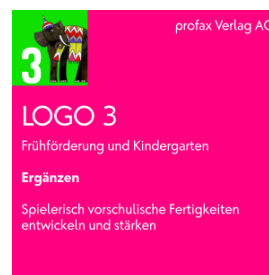 profax Verlag AG
3
LOGO 3
Frühförderung und Kindergarten
Ergänzen
Spielerisch vorschulische Fertigkeiten
entwickeln und stärken